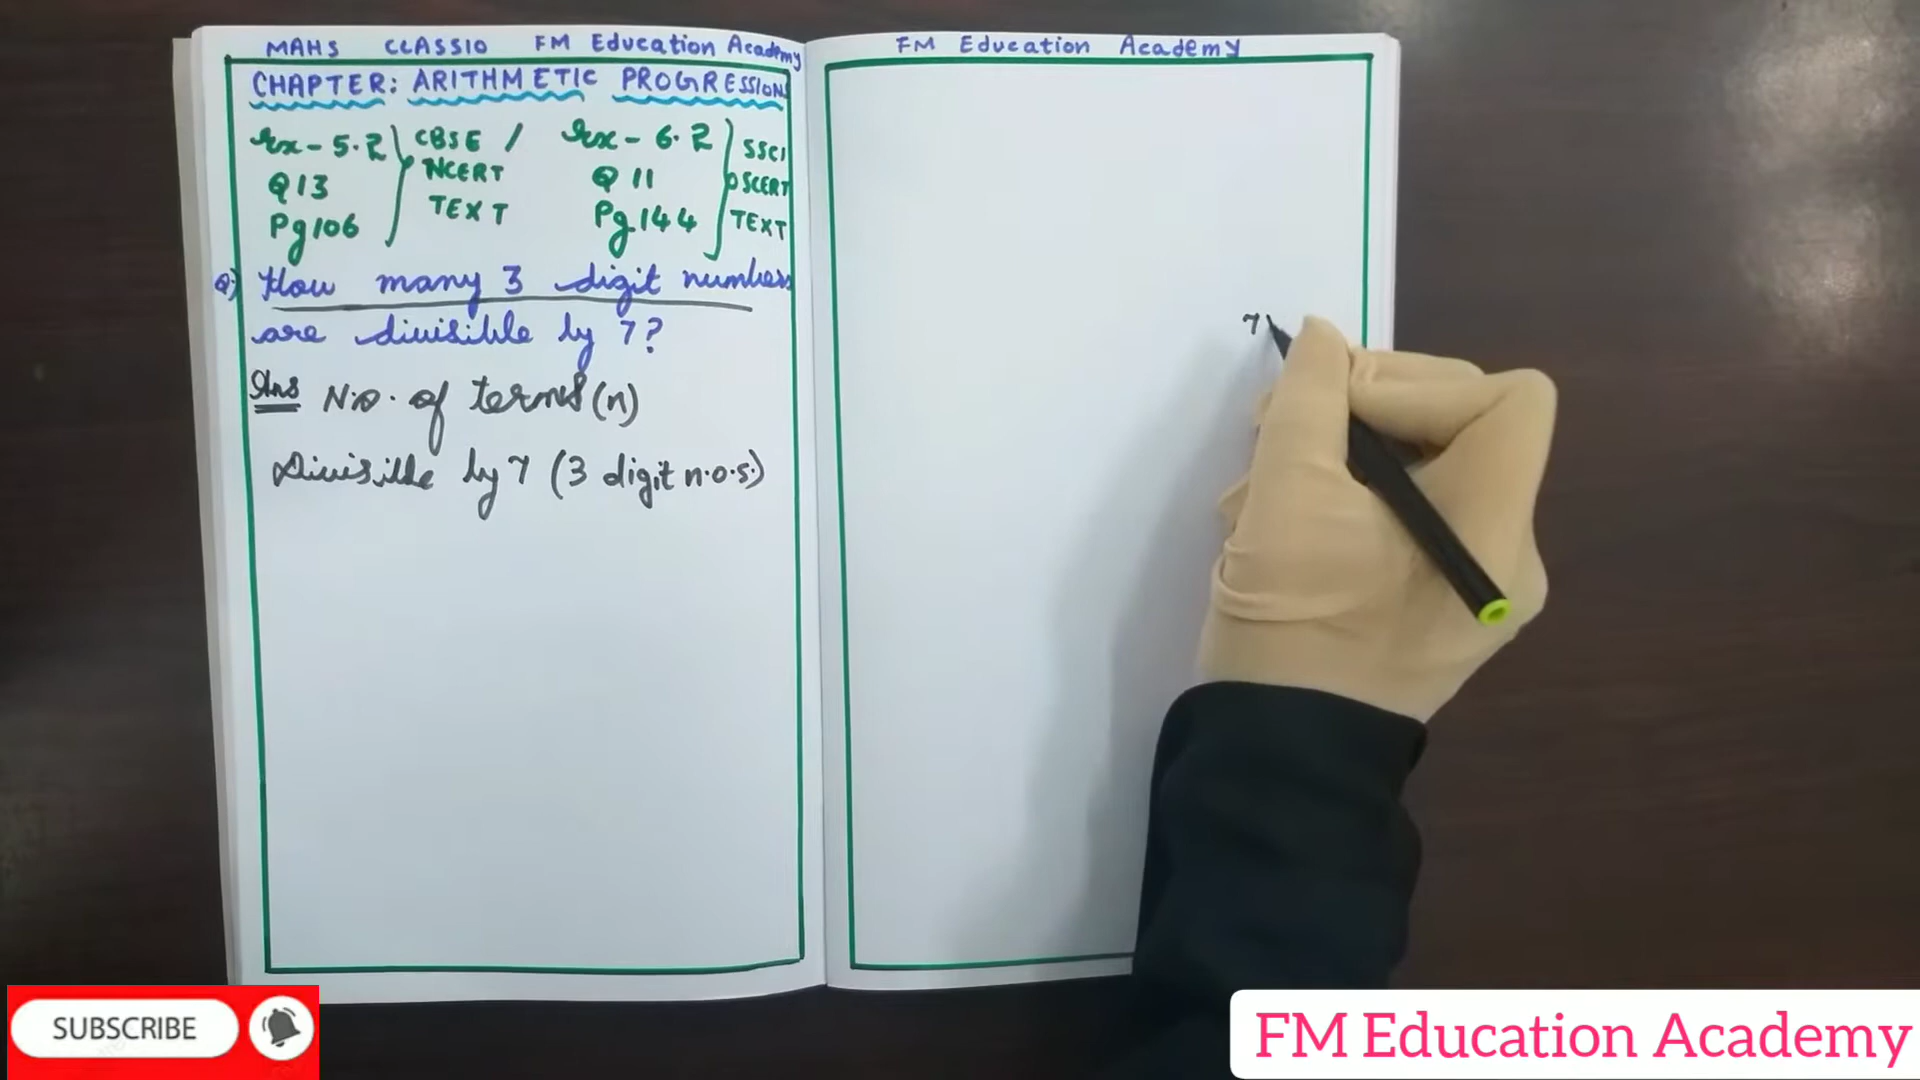 MAHS CLASS10 FM Education Academy
CHAPTER: ARITHMETIC PROGRESSIONS
Ex - 5.2 CBSE /
Q13 NCERT
Pg106 TEXT
Ex - 6.2 SSC/
Q 11 SCERT
Pg 144 TEXT
Q) How many 3 digit numbers
are divisible by 7?
Ans N.o. of terms (n)
Divisible by 7 (3 digit n.o.s.)
FM Education Academy
7
SUBSCRIBE
FM Education Academy